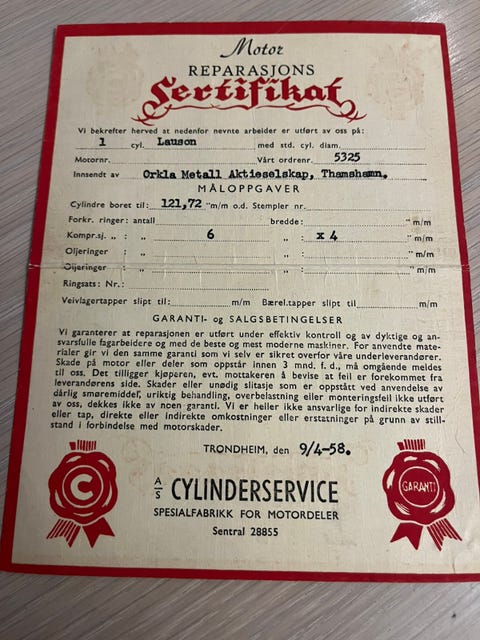 Motor
REPARASJONS
Sertifikat
Vi bekrefter herved at nedenfor nevnte arbeider er utført av oss på:
1 cyl. Lauson med std. cyl. diam.
Motornr. Vårt ordrenr. 5325
Innsendt av Orkla Metall Aktieselskap, Thamshamn.
MÅLOPPGAVER
Cylindre boret til: 121,72 "m/m o.d. Stempler nr.
Forkr. ringer: antall bredde: "m/m
Kompr.sj. „ : „ 6 „ : x 4 "m/m
Oljeringer : „ „ : "m/m
Oljeringer : „ „ : "m/m
Ringsats: Nr.:
Veivlagertapper slipt til: m/m Bærel.tapper slipt til m/m
GARANTI- og SALGSBETINGELSER
Vi garanterer at reparasjonen er utført under effektiv kontroll og av dyktige og an-
svarsfulle fagarbeidere og med de beste og mest moderne maskiner. For anvendte mate-
rialer gir vi den samme garanti som vi selv er sikret overfor våre underleverandører.
Skade på motor eller deler som oppstår innen 3 mnd. f. d., må omgående meldes
til oss. Det tilligger kjøperen, evt. mottakeren å bevise at feil er forekommet fra
leverandørens side. Skader eller unødig slitasje som er oppstått ved anvendelse av
dårlig smøremiddel, uriktig behandling, overbelastning eller monteringsfeil ikke utført
av oss, dekkes ikke av noen garanti. Vi er heller ikke ansvarlige for indirekte skader
eller tap, direkte eller indirekte omkostninger eller erstatninger på grunn av still-
stand i forbindelse med motorskader.
TRONDHEIM, den 9/4-58.
A/S CYLINDERSERVICE
SPESIALFABRIKK FOR MOTORDELER
Sentral 28855
C
GARANTI